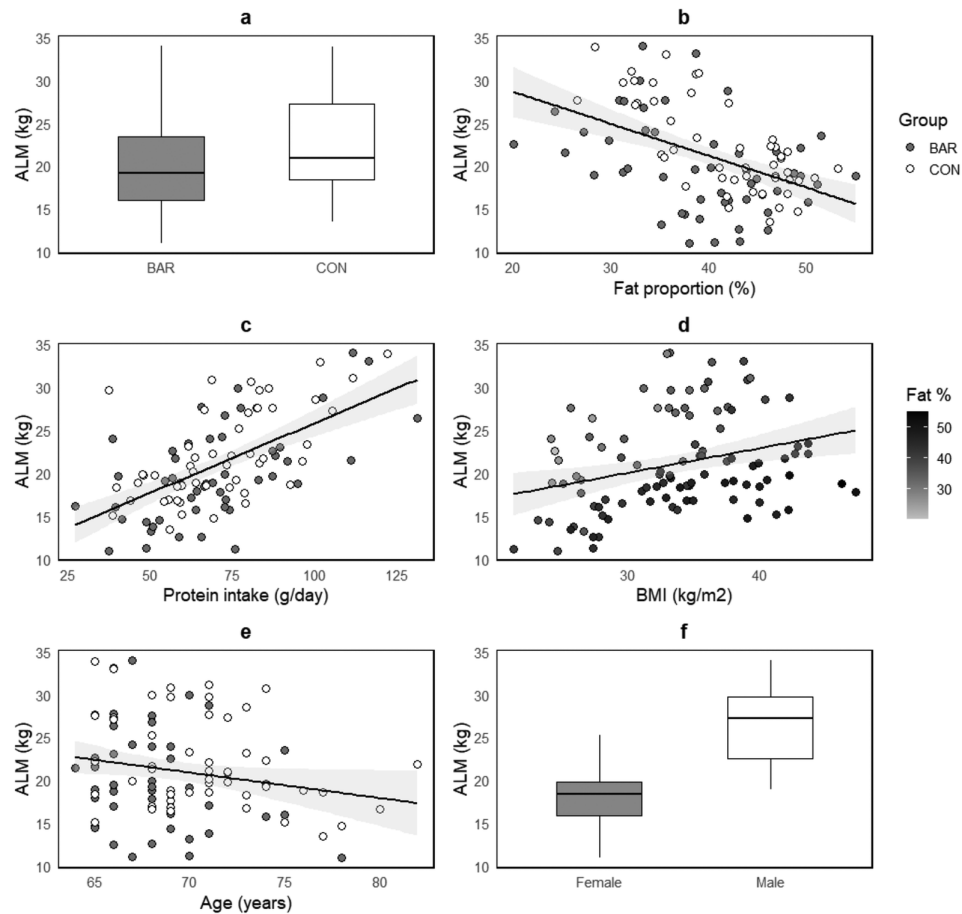 a
ALM (kg)
35
30
25
20
15
10
BAR
CON
b
ALM (kg)
35
30
25
20
15
10
20
30
40
50
Fat proportion (%)
Group
BAR
CON
c
ALM (kg)
35
30
25
20
15
10
25
50
75
100
125
Protein intake (g/day)
d
ALM (kg)
35
30
25
20
15
10
30
40
BMI (kg/m2)
Fat %
50
40
30
e
ALM (kg)
35
30
25
20
15
10
65
70
75
80
Age (years)
f
ALM (kg)
35
30
25
20
15
10
Female
Male